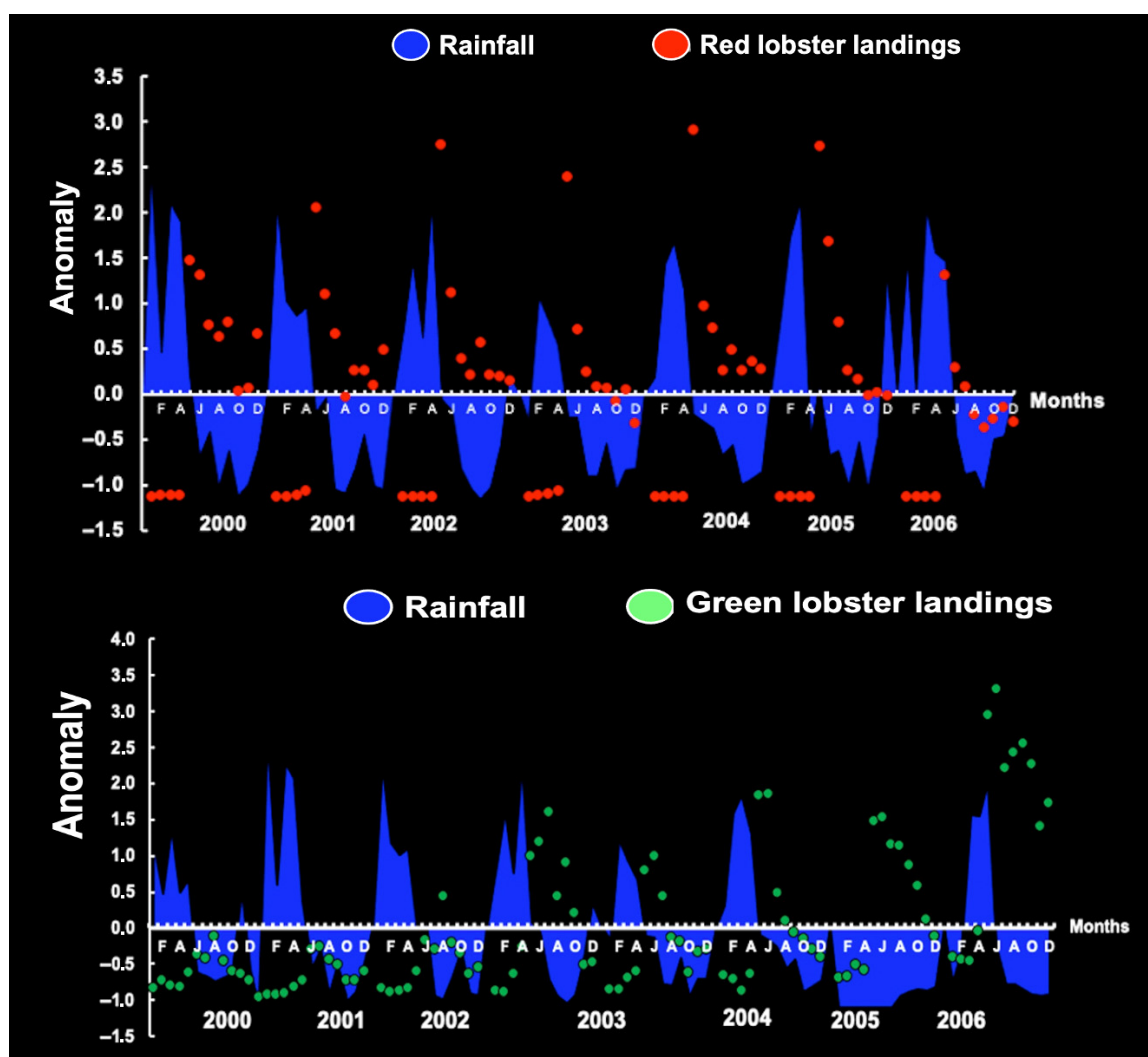 Rainfall Red lobster landings
3.5
3.0
2.5
2.0
1.5
1.0
0.5
0.0
–0.5
–1.0
–1.5
Anomaly
F A J A O D F A J A O D F A J A O D F A J A O D F A J A O D F A J A O D F A J A O D
Months
2000 2001 2002 2003 2004 2005 2006
Rainfall Green lobster landings
4.0
3.5
3.0
2.5
2.0
1.5
1.0
0.5
0.0
–0.5
–1.0
–1.5
Anomaly
F A J A O D F A J A O D F A J A O D F A J A O D F A J A O D F A J A O D F A J A O D
Months
2000 2001 2002 2003 2004 2005 2006